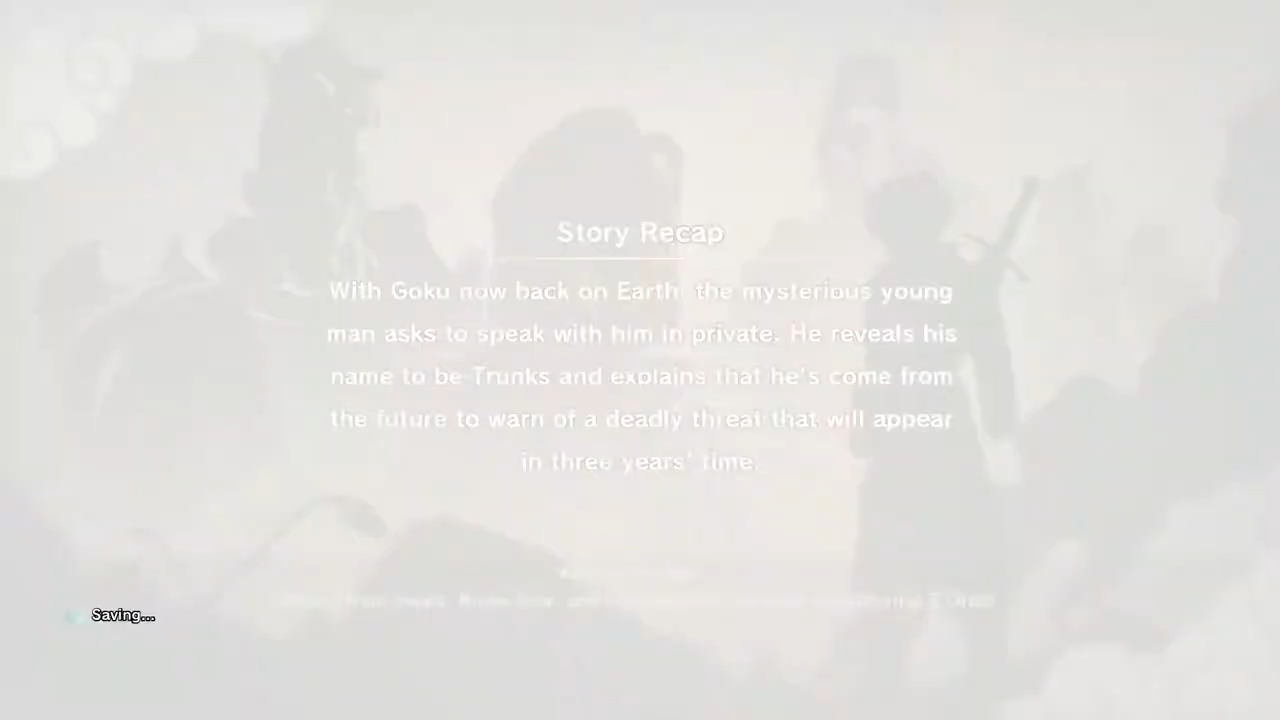 Story Recap
With Goku now back on Earth, the mysterious young
man asks to speak with him in private. He reveals his
name to be Trunks and explains that he's come from
the future to warn of a deadly threat that will appear
in three years' time.
Saving...